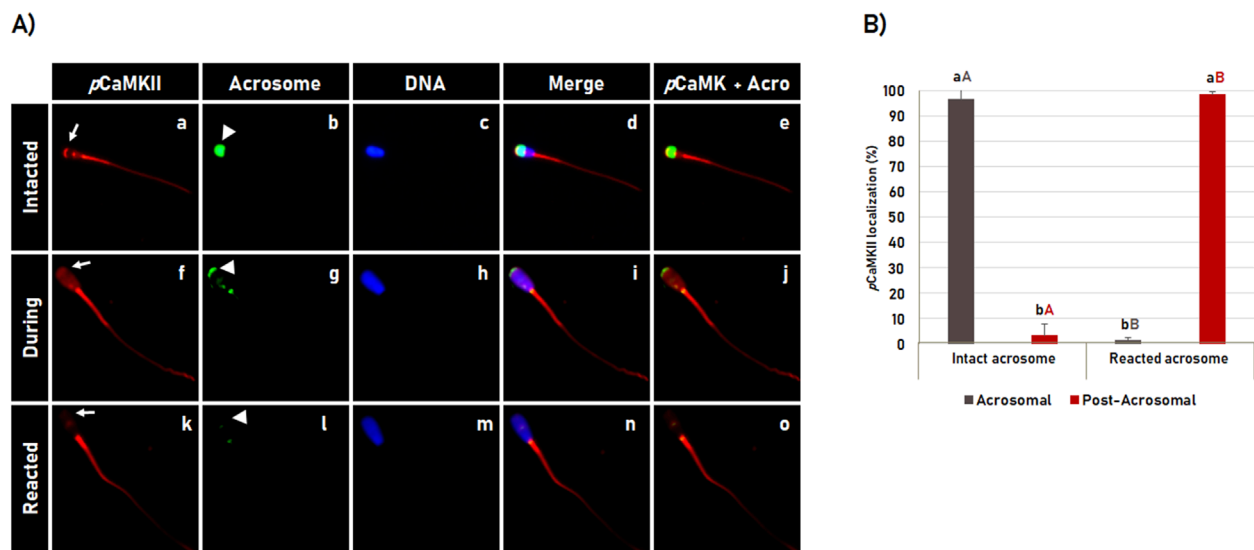 A)
pCaMKII Acrosome DNA Merge pCaMK + Acro
Intacted a b c d e
During f g h i j
Reacted k l m n o
B)
pCaMKII localization (%)
100
90
80
70
60
50
40
30
20
10
0
aA bA bB aB
Intact acrosome Reacted acrosome
Acrosomal Post-Acrosomal